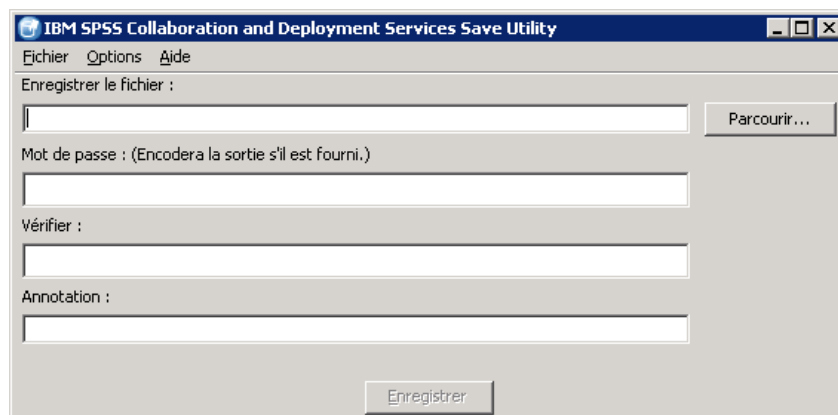 IBM SPSS Collaboration and Deployment Services Save Utility
Fichier Options Aide
Enregistrer le fichier :
Parcourir...
Mot de passe : (Encodera la sortie s'il est fourni.)
Vérifier :
Annotation :
Enregistrer